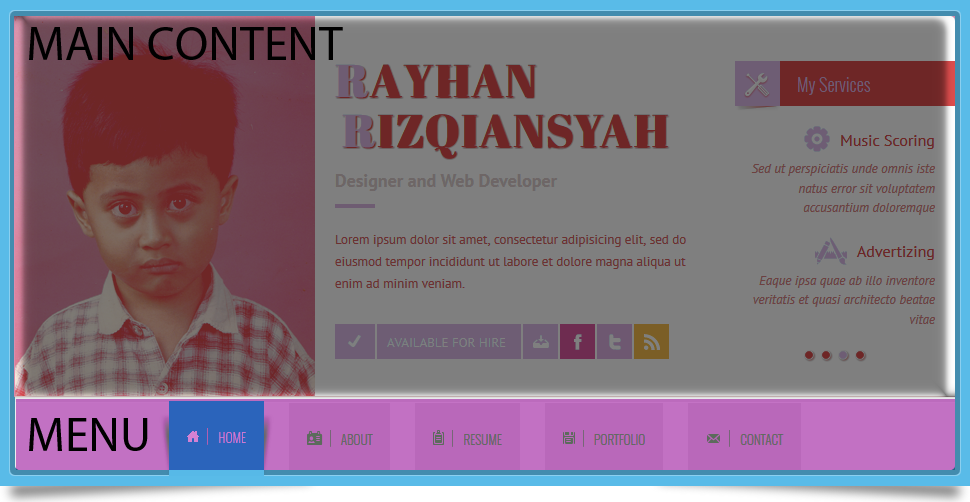 MAIN CONTENT
RAYHAN
RIZQIANSYAH
Designer and Web Developer
Lorem ipsum dolor sit amet, consectetur adipisicing elit, sed do
eiusmod tempor incididunt ut labore et dolore magna aliqua ut
enim ad minim veniam.
AVAILABLE FOR HIRE
My Services
Music Scoring
Sed ut perspiciatis unde omnis iste
natus error sit voluptatem
accusantium doloremque
Advertizing
Eaque ipsa quae ab illo inventore
veritatis et quasi architecto beatae
vitae
MENU
HOME
ABOUT
RESUME
PORTFOLIO
CONTACT